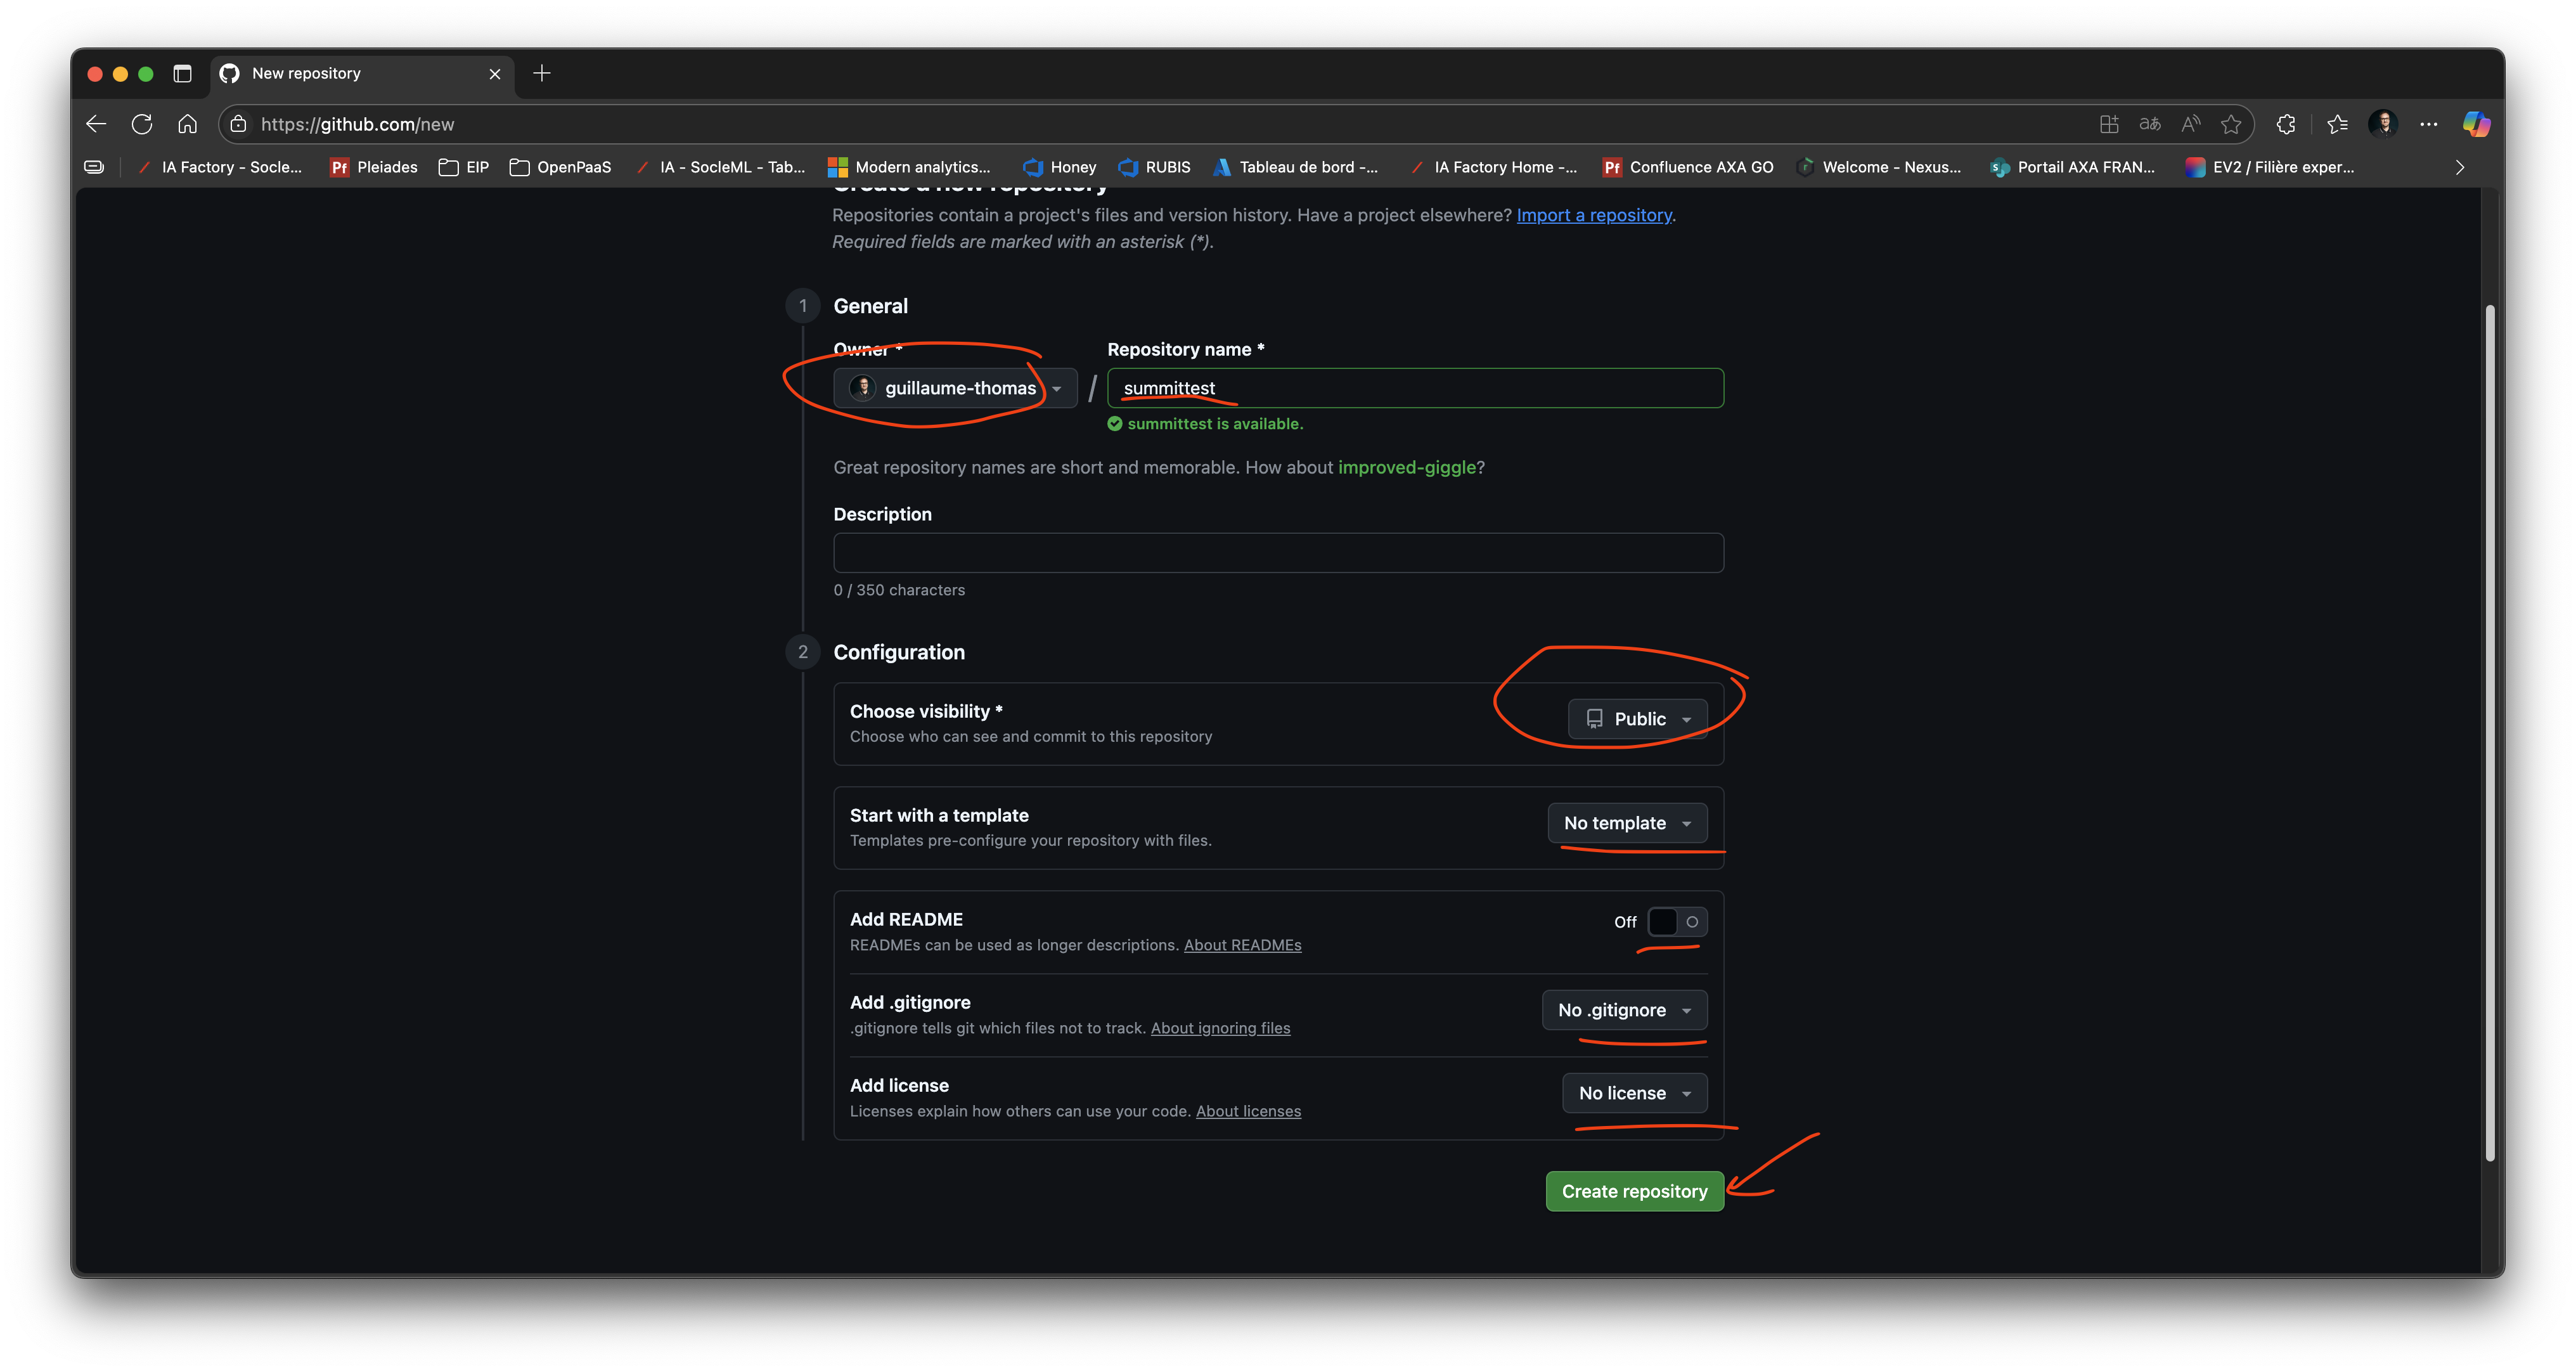 New repository
https://github.com/new
IA Factory - Socle...
Pleiades
EIP
OpenPaaS
IA - SocleML - Tab...
Modern analytics...
Honey
RUBIS
Tableau de bord -...
IA Factory Home -...
Confluence AXA GO
Welcome - Nexus...
Portail AXA FRAN...
EV2 / Filière exper...
Create a new repository
Repositories contain a project's files and version history. Have a project elsewhere? Import a repository.
Required fields are marked with an asterisk (*).
1 General
Owner * Repository name *
guillaume-thomas / summittest
summittest is available.
Great repository names are short and memorable. How about improved-giggle?
Description
0 / 350 characters
2 Configuration
Choose visibility *
Choose who can see and commit to this repository
Public
Start with a template
Templates pre-configure your repository with files.
No template
Add README
READMEs can be used as longer descriptions. About READMEs
Off
Add .gitignore
.gitignore tells git which files not to track. About ignoring files
No .gitignore
Add license
Licenses explain how others can use your code. About licenses
No license
Create repository